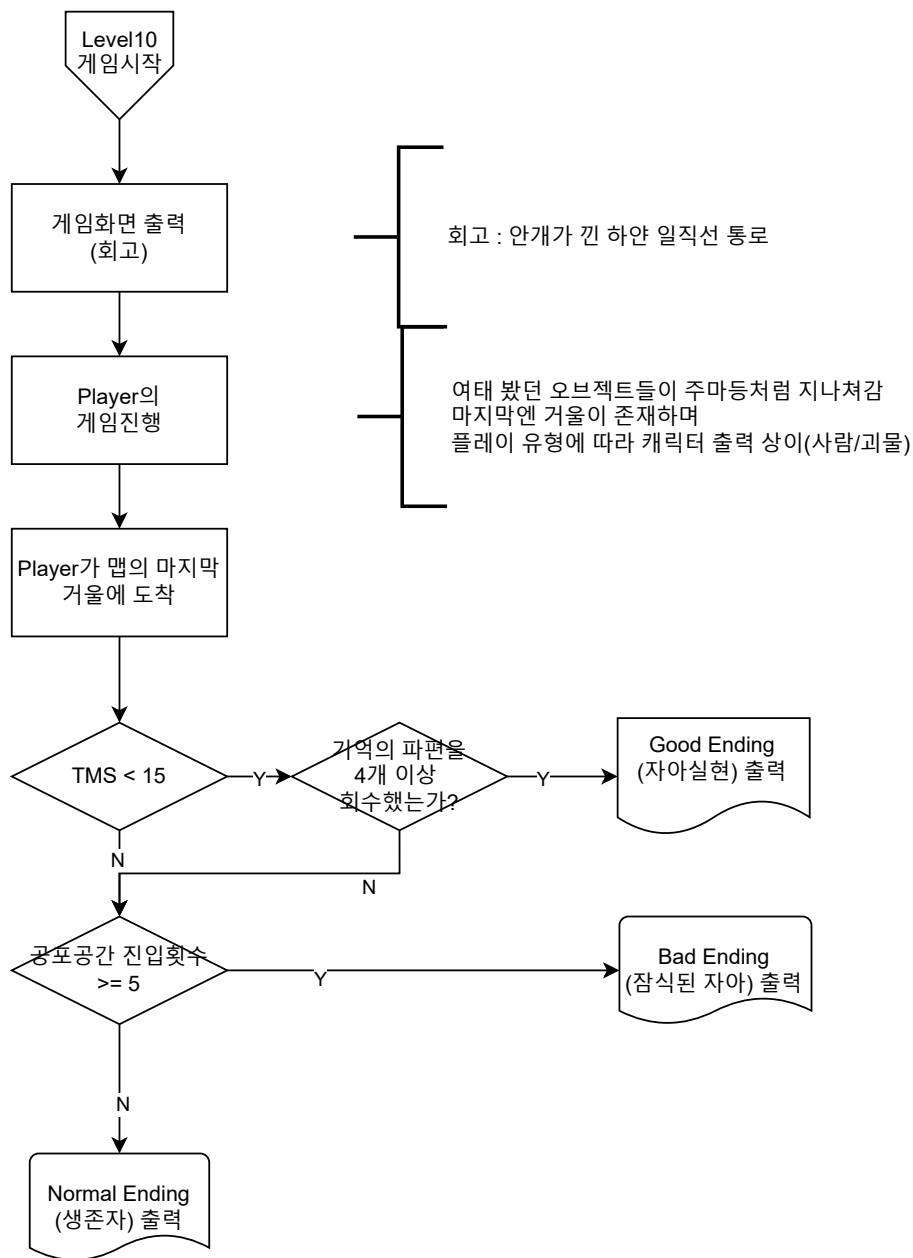 Level10
게임시작
게임화면 출력
(회고)
회고 : 안개가 낀 하얀 일직선 통로
Player의
게임진행
여태 봤던 오브젝트들이 주마등처럼 지나쳐감
마지막엔 거울이 존재하며
플레이 유형에 따라 캐릭터 출력 상이(사람/괴물)
Player가 맵의 마지막
거울에 도착
TMS < 15
Y
기억의 파편을
4개 이상
회수했는가?
Y
Good Ending
(자아실현) 출력
N
N
공포공간 진입횟수
>= 5
Y
Bad Ending
(잠식된 자아) 출력
N
Normal Ending
(생존자) 출력